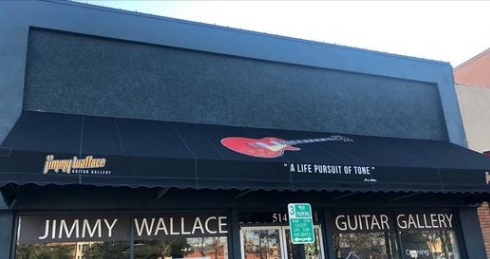 jimmy wallace
GUITAR GALLERY
" A LIFE PURSUIT OF TONE "
JIMMY WALLACE
514
GUITAR GALLERY